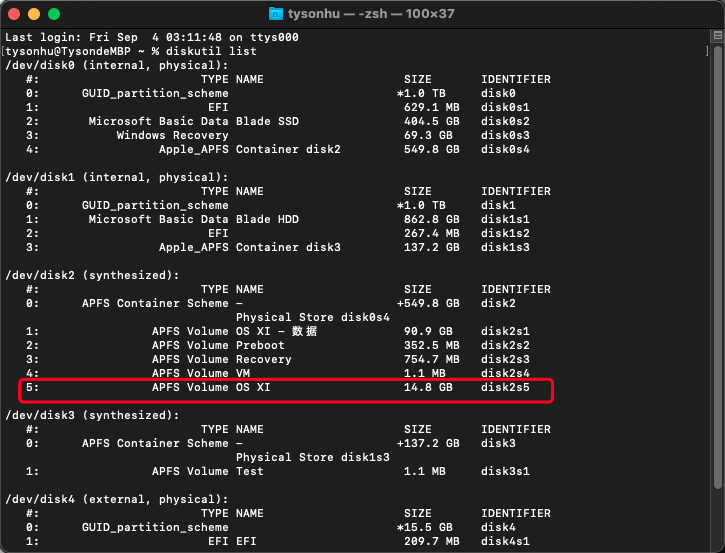 tysonhu — -zsh — 100×37
Last login: Fri Sep  4 03:11:48 on ttys000
[tysonhu@TysondeMBP ~ % diskutil list ]
/dev/disk0 (internal, physical):
#: TYPE NAME SIZE IDENTIFIER
0: GUID_partition_scheme *1.0 TB disk0
1: EFI 629.1 MB disk0s1
2: Microsoft Basic Data Blade SSD 404.5 GB disk0s2
3: Windows Recovery 69.3 GB disk0s3
4: Apple_APFS Container disk2 549.8 GB disk0s4
/dev/disk1 (internal, physical):
#: TYPE NAME SIZE IDENTIFIER
0: GUID_partition_scheme *1.0 TB disk1
1: Microsoft Basic Data Blade HDD 862.8 GB disk1s1
2: EFI 267.4 MB disk1s2
3: Apple_APFS Container disk3 137.2 GB disk1s3
/dev/disk2 (synthesized):
#: TYPE NAME SIZE IDENTIFIER
0: APFS Container Scheme - +549.8 GB disk2
Physical Store disk0s4
1: APFS Volume OS XI - 数据 90.9 GB disk2s1
2: APFS Volume Preboot 352.5 MB disk2s2
3: APFS Volume Recovery 754.7 MB disk2s3
4: APFS Volume VM 1.1 MB disk2s4
5: APFS Volume OS XI 14.8 GB disk2s5
/dev/disk3 (synthesized):
#: TYPE NAME SIZE IDENTIFIER
0: APFS Container Scheme - +137.2 GB disk3
Physical Store disk1s3
1: APFS Volume Test 1.1 MB disk3s1
/dev/disk4 (external, physical):
#: TYPE NAME SIZE IDENTIFIER
0: GUID_partition_scheme *15.5 GB disk4
1: EFI EFI 209.7 MB disk4s1